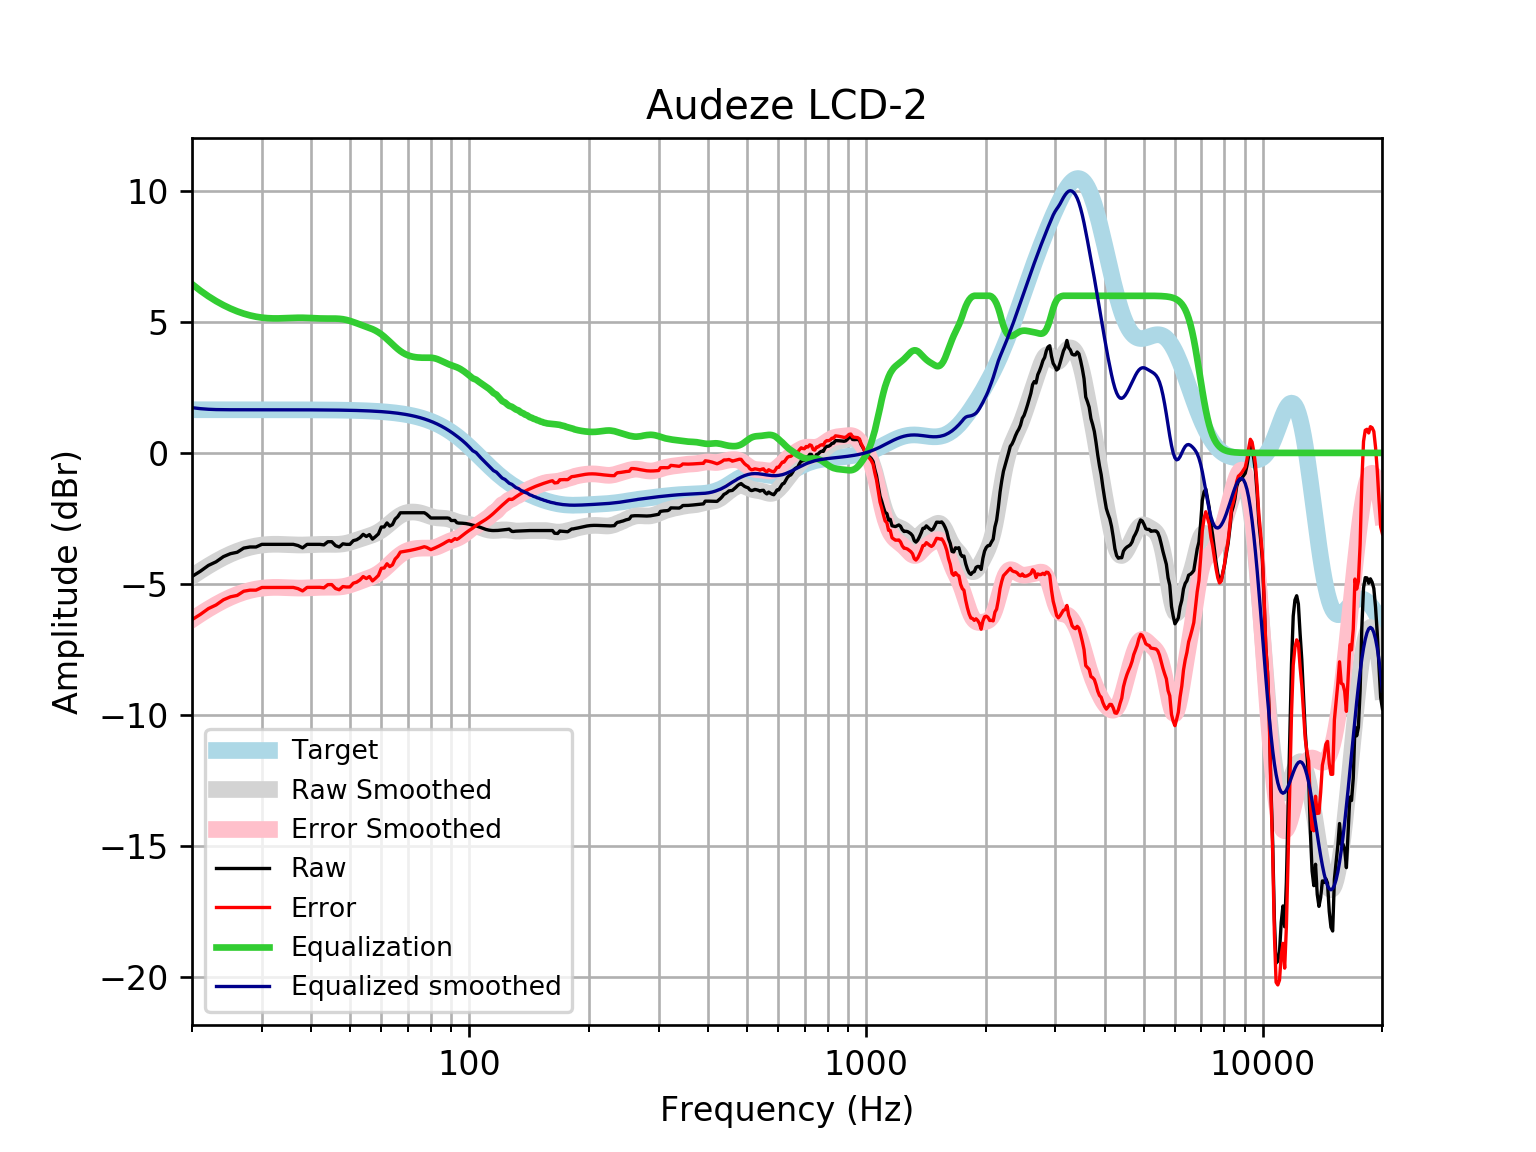 Audeze LCD-2
Amplitude (dBr)
10
5
0
−5
−10
−15
−20
Target
Raw Smoothed
Error Smoothed
Raw
Error
Equalization
Equalized smoothed
100
1000
10000
Frequency (Hz)